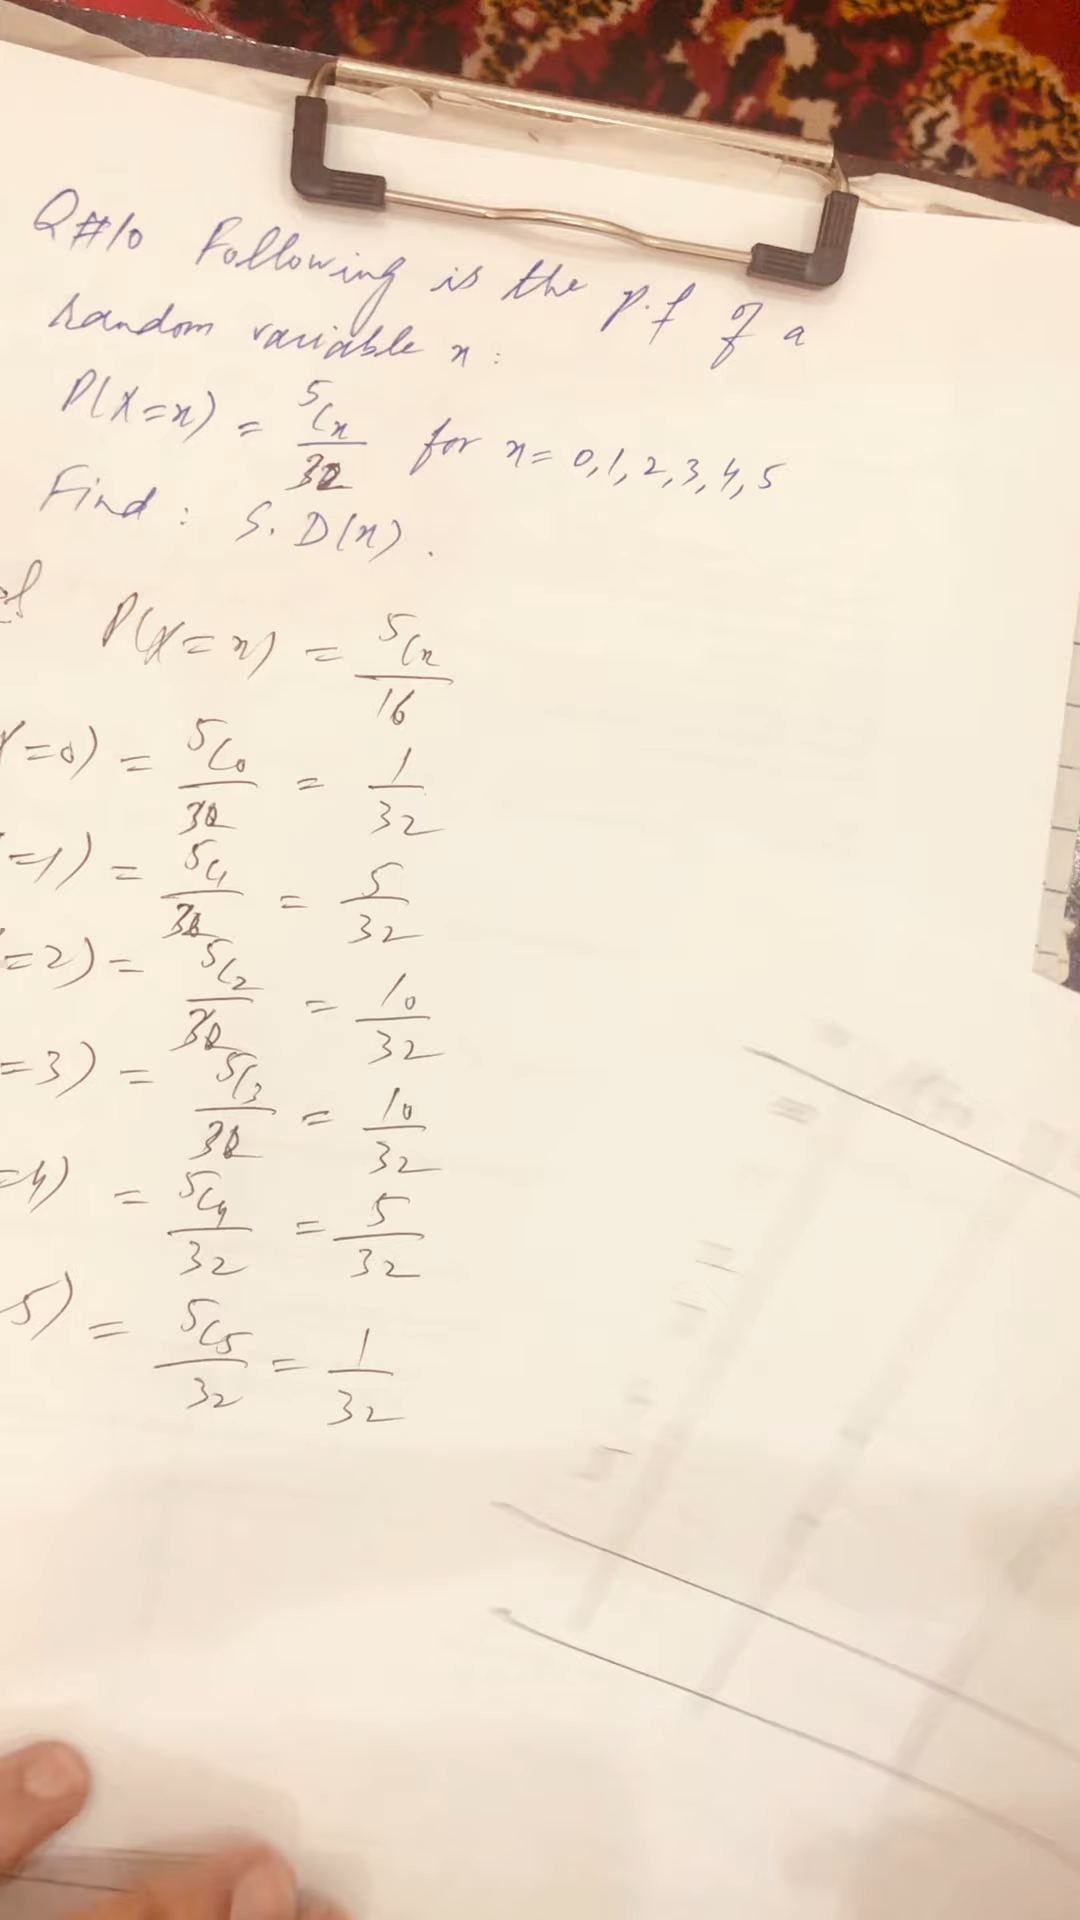 Q#10 Following is the p.f of a
random variable x:
P(X=x) = 5Cx/32 for x= 0,1,2,3,4,5
Find: S.D(x).
P(X=x) = 5Cx/16
=0) = 5C0/32 = 1/32
=1) = 5C1/32 = 5/32
=2) = 5C2/32 = 10/32
=3) = 5C3/32 = 10/32
=4) = 5C4/32 = 5/32
5) = 5C5/32 = 1/32